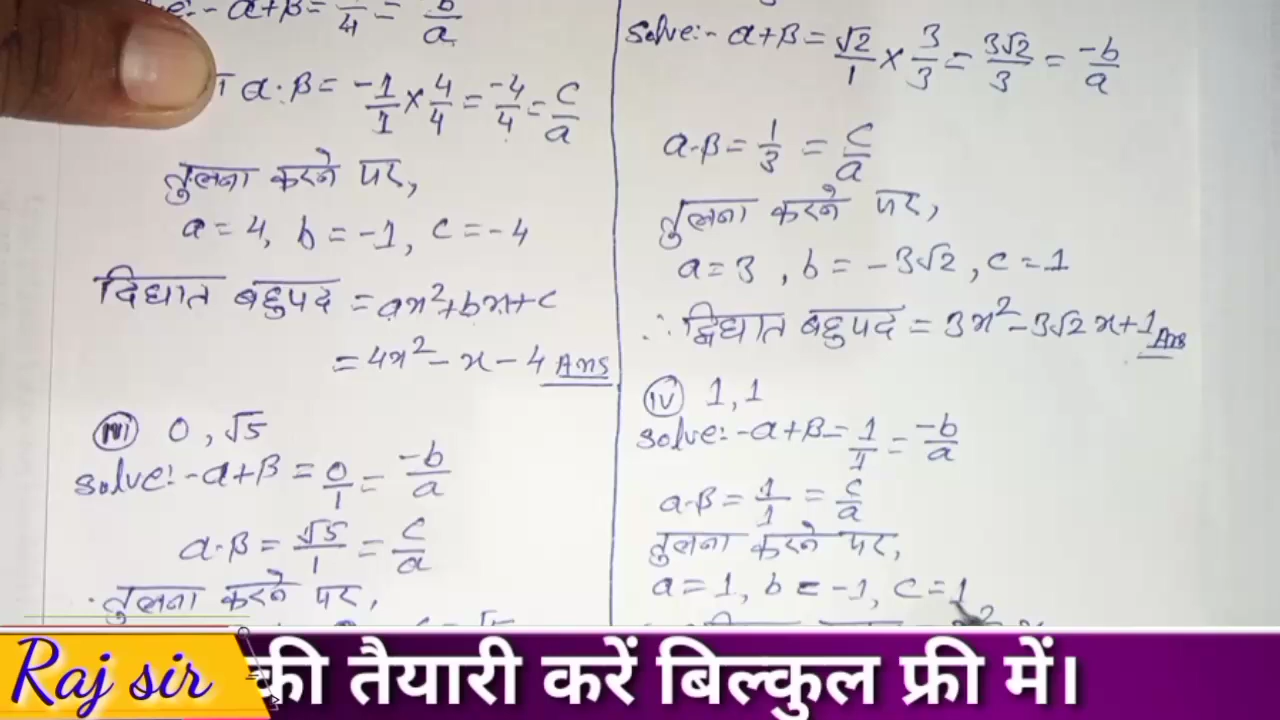 α+β = 1/4 = -b/a
α·β = -1/1 × 4/4 = -4/4 = c/a
तुलना करने पर,
a = 4, b = -1, c = -4
द्विघात बहुपद = ax²+bx+c
= 4x² - x - 4 Ans
(iii) 0, √5
Solve:- α+β = 0/1 = -b/a
α·β = √5/1 = c/a
तुलना करने पर,
Solve:- α+β = √2/1 × 3/3 = 3√2/3 = -b/a
α·β = 1/3 = c/a
तुलना करने पर,
a = 3, b = -3√2, c = 1
∴ द्विघात बहुपद = 3x² - 3√2x + 1 Ans
(iv) 1, 1
Solve:- α+β = 1/1 = -b/a
α·β = 1/1 = c/a
तुलना करने पर,
a = 1, b = -1, c = 1
Raj sir
की तैयारी करें बिल्कुल फ्री में।